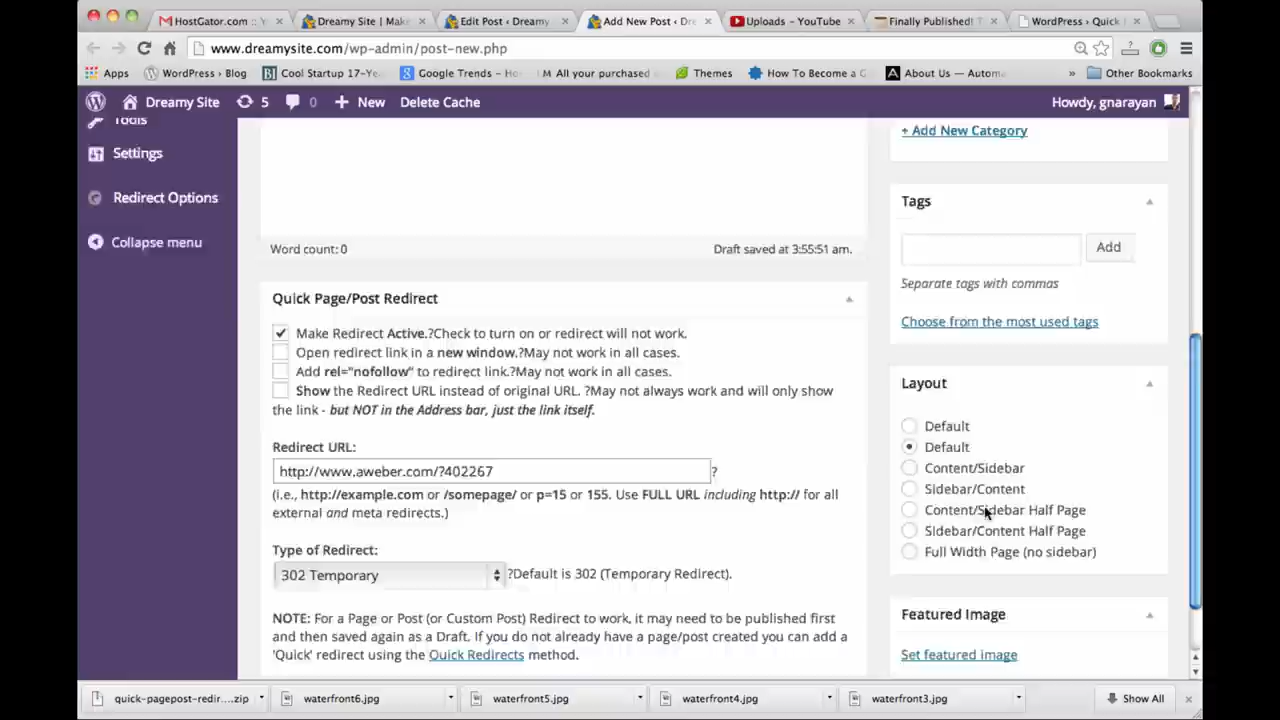 HostGator.com :: Y
Dreamy Site | Make
Edit Post ‹ Dreamy
Add New Post ‹ Dre
Uploads - YouTube
Finally Published! T
WordPress › Quick
www.dreamysite.com/wp-admin/post-new.php
Apps
WordPress › Blog
Cool Startup 17-Ye
Google Trends - Ho
M All your purchased
Themes
How To Become a C
About Us — Autom
»
Other Bookmarks
Dreamy Site
5
0
New
Delete Cache
Howdy, gnarayan
Tools
Settings
Redirect Options
Collapse menu
Word count: 0
Draft saved at 3:55:51 am.
Quick Page/Post Redirect
Make Redirect Active.?Check to turn on or redirect will not work.
Open redirect link in a new window.?May not work in all cases.
Add rel="nofollow" to redirect link.?May not work in all cases.
Show the Redirect URL instead of original URL. ?May not always work and will only show
the link - but NOT in the Address bar, just the link itself.
Redirect URL:
http://www.aweber.com/?402267
?
(i.e., http://example.com or /somepage/ or p=15 or 155. Use FULL URL including http:// for all
external and meta redirects.)
Type of Redirect:
302 Temporary
?Default is 302 (Temporary Redirect).
NOTE: For a Page or Post (or Custom Post) Redirect to work, it may need to be published first
and then saved again as a Draft. If you do not already have a page/post created you can add a
'Quick' redirect using the Quick Redirects method.
+ Add New Category
Tags
Add
Separate tags with commas
Choose from the most used tags
Layout
Default
Default
Content/Sidebar
Sidebar/Content
Content/Sidebar Half Page
Sidebar/Content Half Page
Full Width Page (no sidebar)
Featured Image
Set featured image
quick-pagepost-redir....zip
waterfront6.jpg
waterfront5.jpg
waterfront4.jpg
waterfront3.jpg
Show All